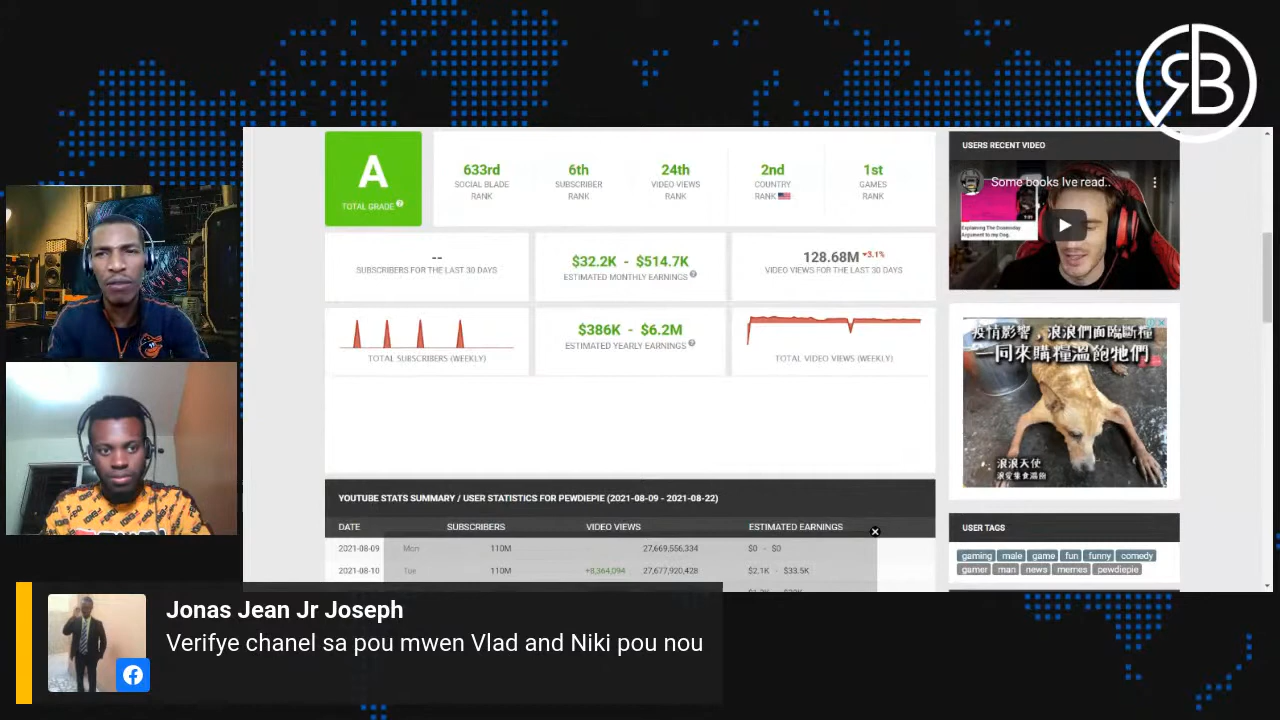 RB
A
TOTAL GRADE
633rd
SOCIAL BLADE
RANK
6th
SUBSCRIBER
RANK
24th
VIDEO VIEWS
RANK
2nd
COUNTRY
RANK
1st
GAMES
RANK
--
SUBSCRIBERS FOR THE LAST 30 DAYS
$32.2K - $514.7K
ESTIMATED MONTHLY EARNINGS
128.68M 3.1%
VIDEO VIEWS FOR THE LAST 30 DAYS
TOTAL SUBSCRIBERS (WEEKLY)
$386K - $6.2M
ESTIMATED YEARLY EARNINGS
TOTAL VIDEO VIEWS (WEEKLY)
YOUTUBE STATS SUMMARY / USER STATISTICS FOR PEWDIEPIE (2021-08-09 - 2021-08-22)
DATE SUBSCRIBERS VIDEO VIEWS ESTIMATED EARNINGS
2021-08-09 Mon 110M 27,669,556,334 $0 - $0
2021-08-10 Tue 110M +8,364,094 27,677,920,428 $2.1K - $33.5K
USERS RECENT VIDEO
Some books Ive read..
Explaining The Doomsday
Argument to my Dog.
疫情影響，浪浪們面臨斷糧
一同來購糧溫飽牠們
浪浪天使
USER TAGS
gaming male game fun funny comedy
gamer man news memes pewdiepie
Jonas Jean Jr Joseph
Verifye chanel sa pou mwen Vlad and Niki pou nou